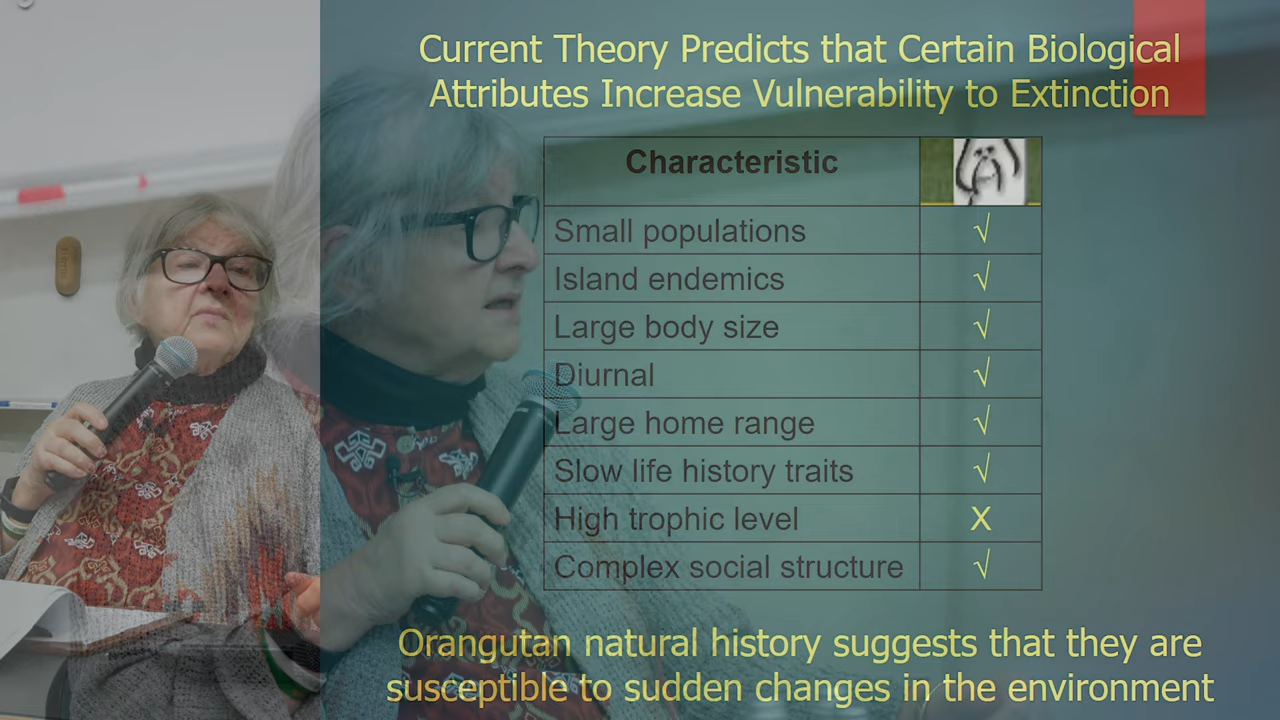 Current Theory Predicts that Certain Biological
Attributes Increase Vulnerability to Extinction
Characteristic
Small populations √
Island endemics √
Large body size √
Diurnal √
Large home range √
Slow life history traits √
High trophic level X
Complex social structure √
Orangutan natural history suggests that they are
susceptible to sudden changes in the environment